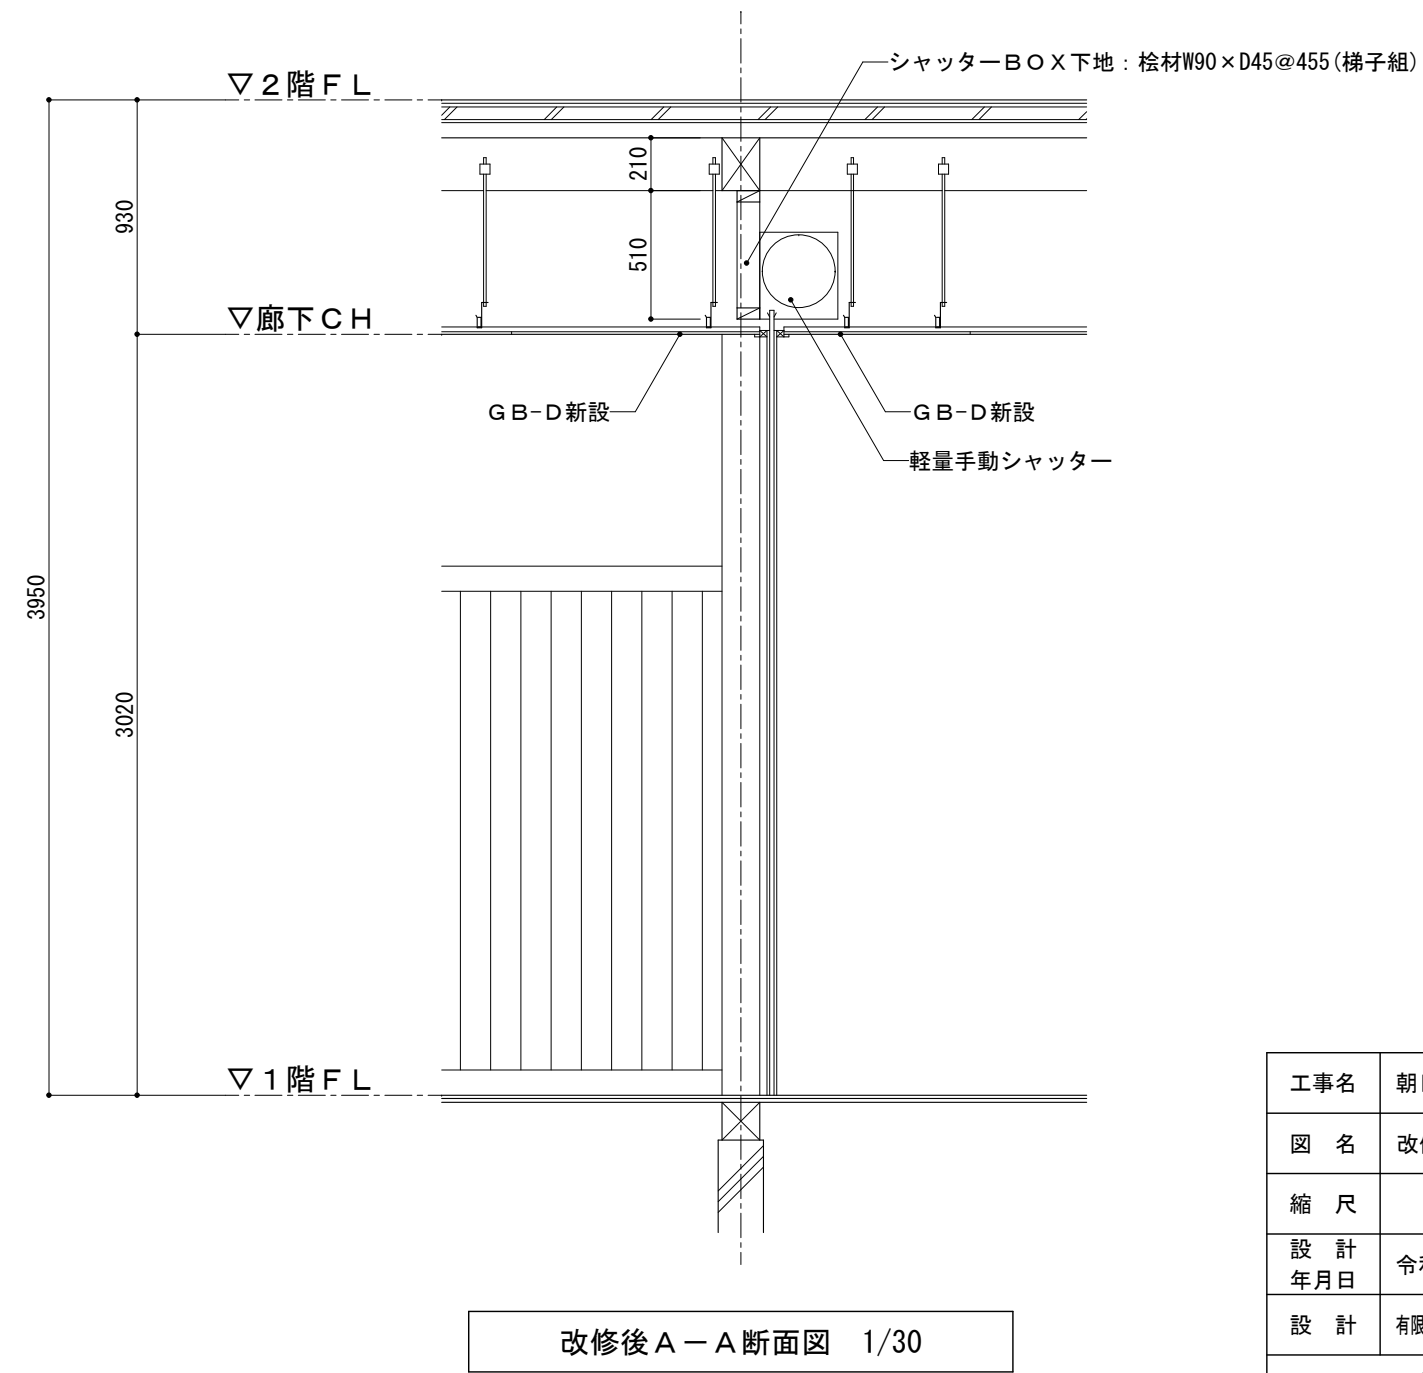 シャッターＢＯＸ下地：桧材W90×D45@455(梯子組)
▽２階ＦＬ
210
930
510
▽廊下ＣＨ
ＧＢ−Ｄ新設
ＧＢ−Ｄ新設
軽量手動シャッター
3950
3020
▽１階ＦＬ
工事名 朝
図　名 改
縮　尺
設　計
年月日 令
設　計 有限
改修後Ａ－Ａ断面図　1/30